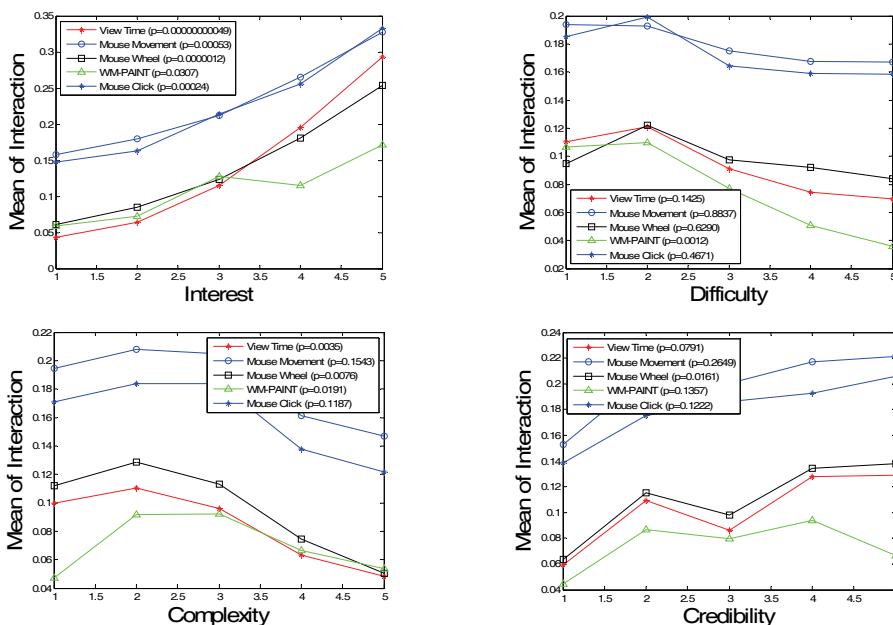 0.35
0.3
0.25
0.2
0.15
0.1
0.05
0
Mean of Interaction
View Time (p=0.00000000049)
Mouse Movement (p=0.00053)
Mouse Wheel (p=0.0000012)
WM-PAINT (p=0.0307)
Mouse Click (p=0.00024)
1 1.5 2 2.5 3 3.5 4 4.5 5
Interest
0.2
0.18
0.16
0.14
0.12
0.1
0.08
0.06
0.04
0.02
Mean of Interaction
View Time (p=0.1425)
Mouse Movement (p=0.8837)
Mouse Wheel (p=0.6290)
WM-PAINT (p=0.0012)
Mouse Click (p=0.4671)
1 1.5 2 2.5 3 3.5 4 4.5 5
Difficulty
0.22
0.2
0.18
0.16
0.14
0.12
0.1
0.08
0.06
0.04
Mean of Interaction
View Time (p=0.0035)
Mouse Movement (p=0.1543)
Mouse Wheel (p=0.0076)
WM-PAINT (p=0.0191)
Mouse Click (p=0.1187)
1 1.5 2 2.5 3 3.5 4 4.5 5
Complexity
0.24
0.22
0.2
0.18
0.16
0.14
0.12
0.1
0.08
0.06
0.04
Mean of Interaction
View Time (p=0.0791)
Mouse Movement (p=0.2649)
Mouse Wheel (p=0.0161)
WM-PAINT (p=0.1357)
Mouse Click (p=0.1222)
1 1.5 2 2.5 3 3.5 4 4.5 5
Credibility